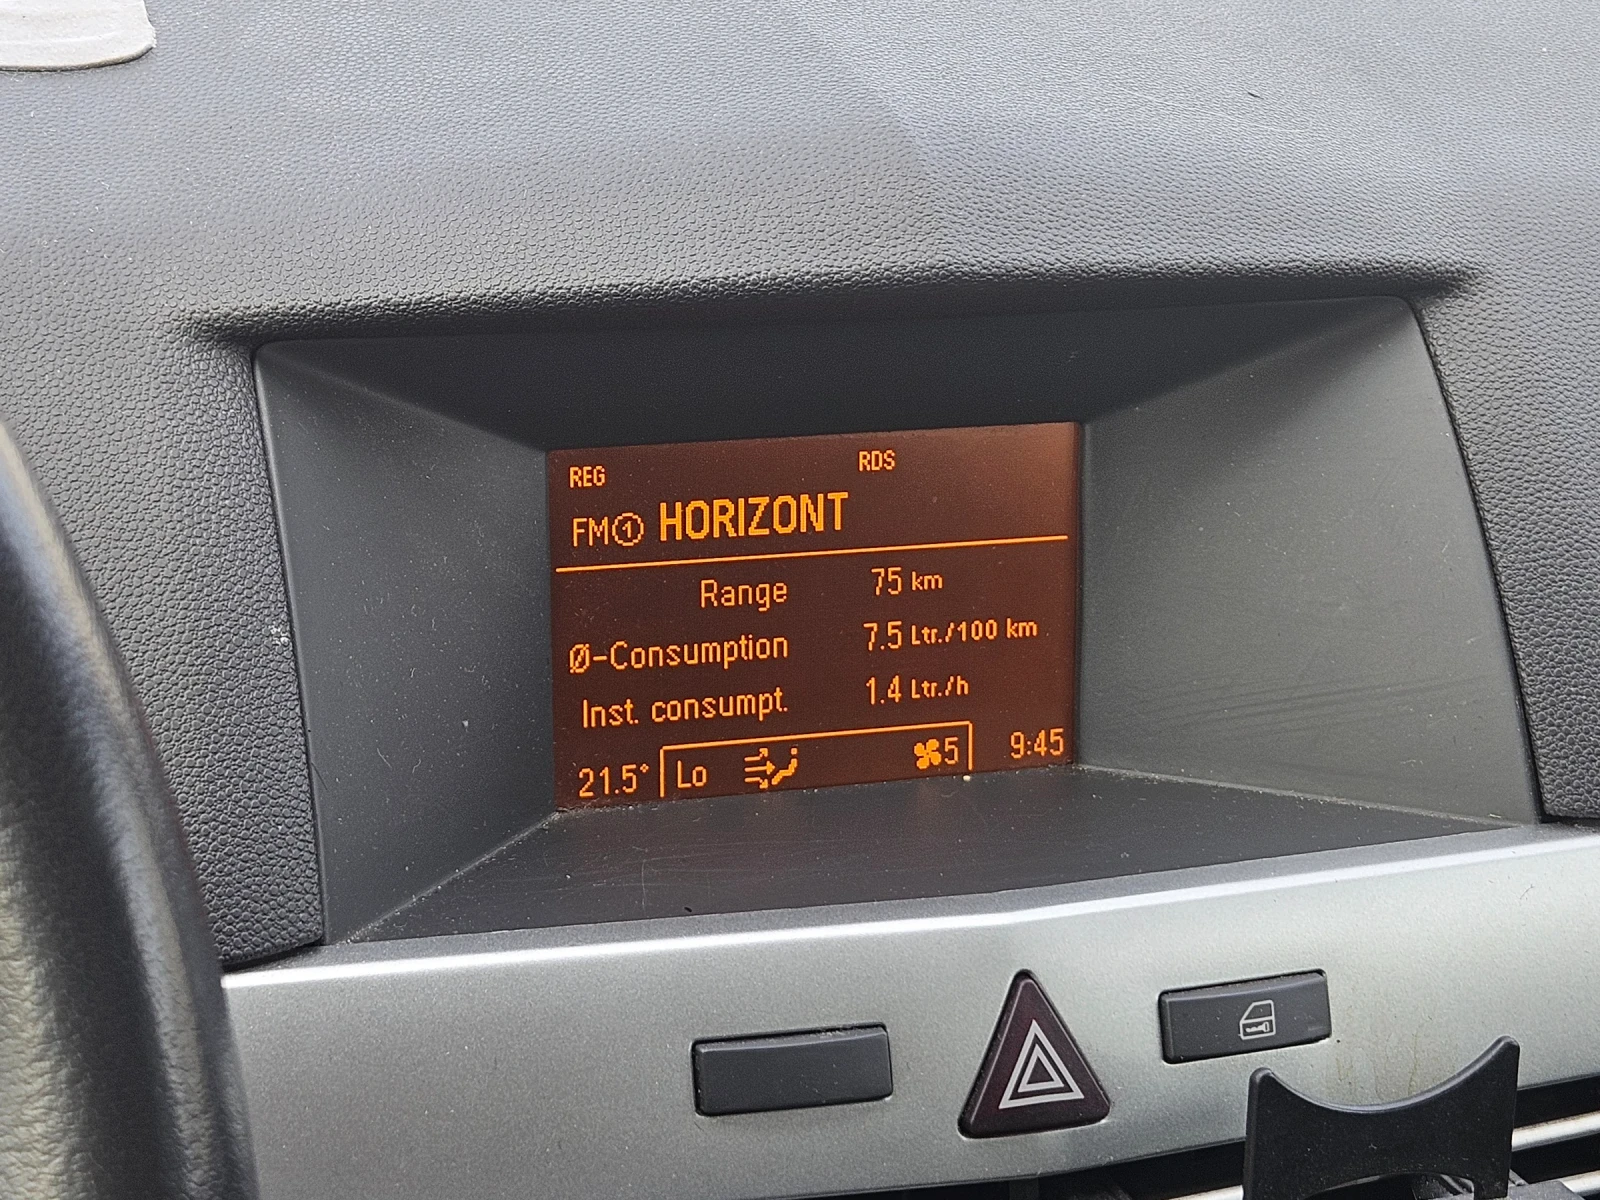 REG RDS
FM① HORIZONT
Range 75 km
Ø-Consumption 7.5 Ltr./100 km
Inst. consumpt. 1.4 Ltr./h
21.5° Lo 5 9:45